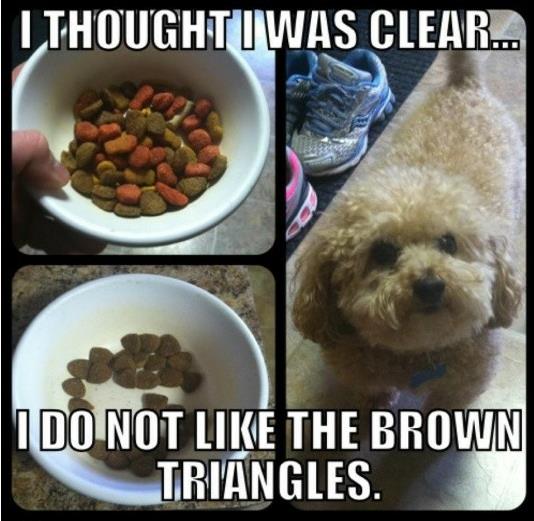 I THOUGHT I WAS CLEAR...
I DO NOT LIKE THE BROWN
TRIANGLES.